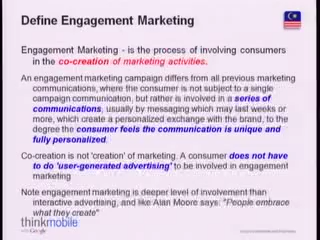 Define Engagement Marketing
Engagement Marketing - is the process of involving consumers
in the co-creation of marketing activities.
An engagement marketing campaign differs from all previous marketing
communications, where the consumer is not subject to a single
campaign communication, but rather is involved in a series of
communications, usually by messaging which may last weeks or
more, which create a personalized exchange with the brand, to
the degree the consumer feels the communication is unique and
fully personalized.
Co-creation is not 'creation' of marketing. A consumer does not
have to do 'user-generated advertising' to be involved in engagement
marketing
Note engagement marketing is deeper level of involvement than
interactive advertising, and like Alan Moore says: "People embrace
what they create"
thinkmobile
with Google